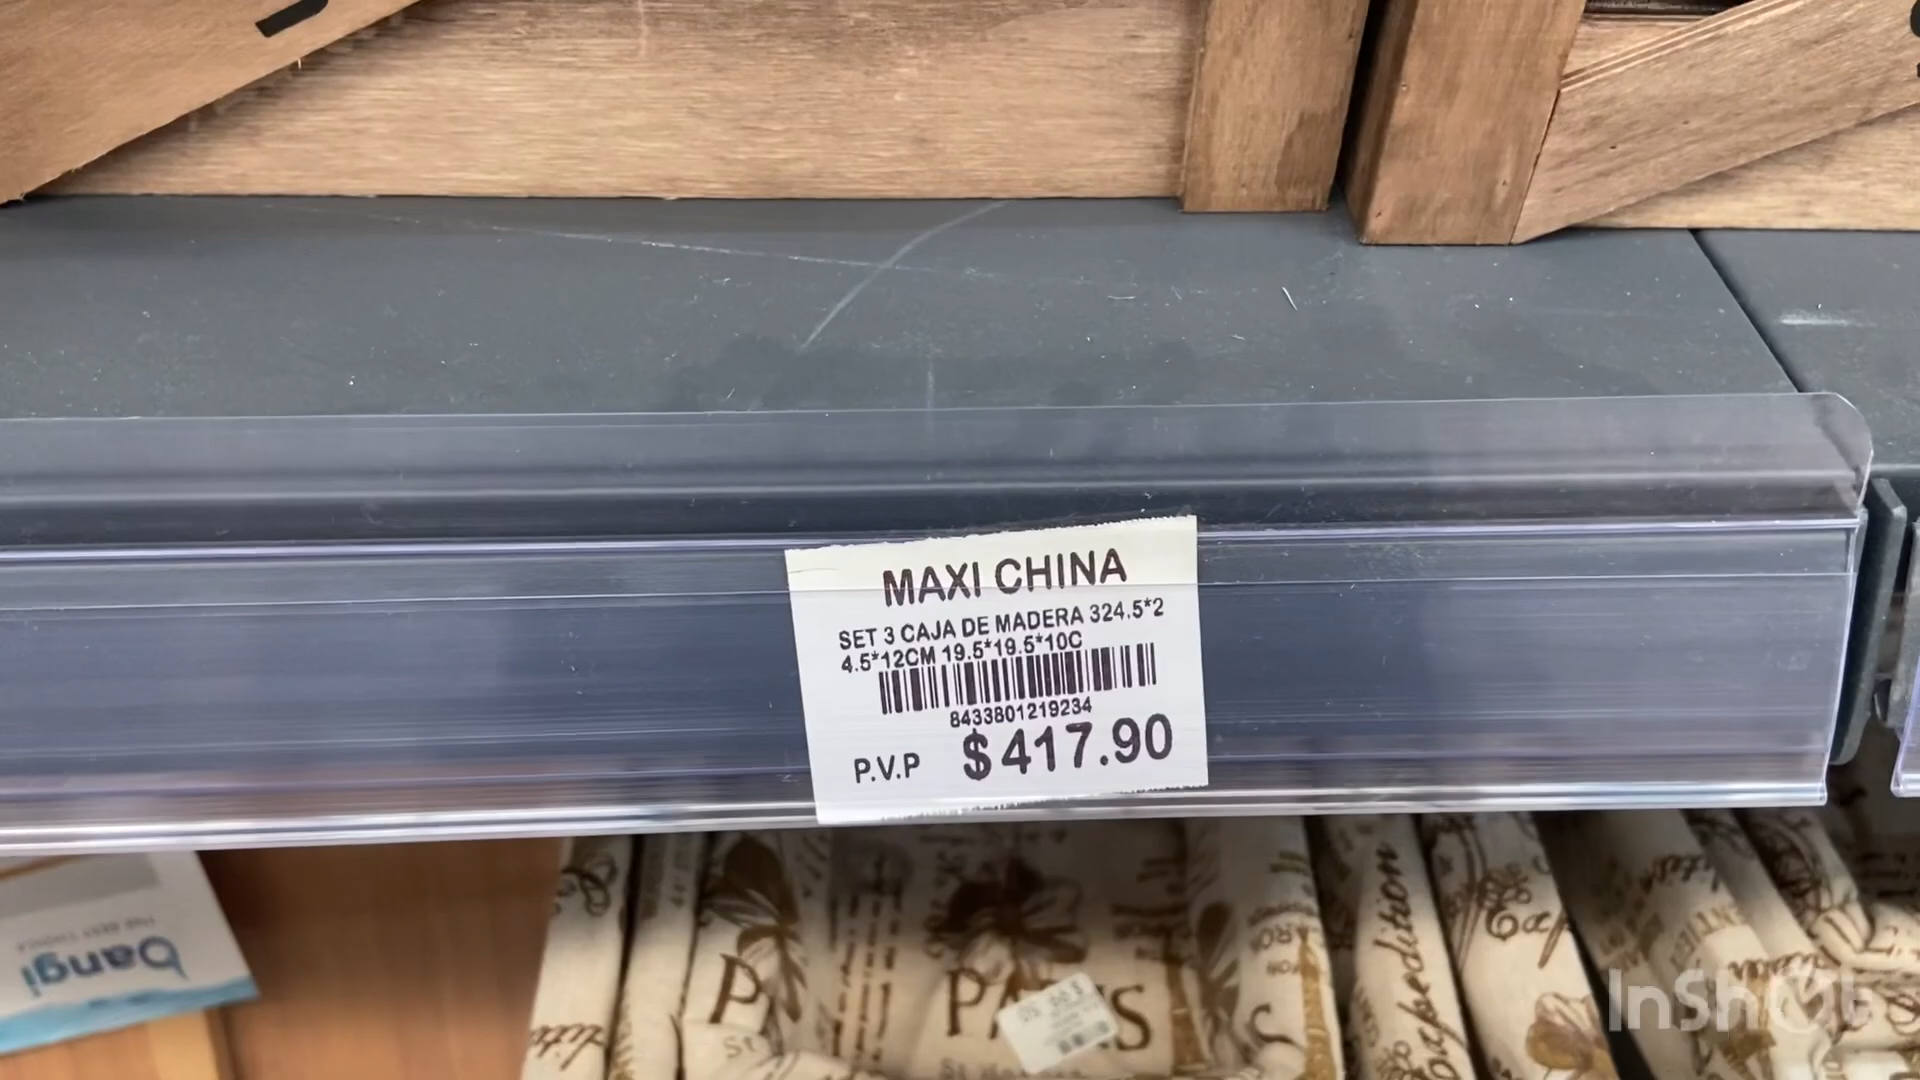 MAXI CHINA
SET 3 CAJA DE MADERA 324.5*2
4.5*12CM 19.5*19.5*10C
8433801219234
P.V.P $417.90
bangi
PARIS
St
Expedition
InShot